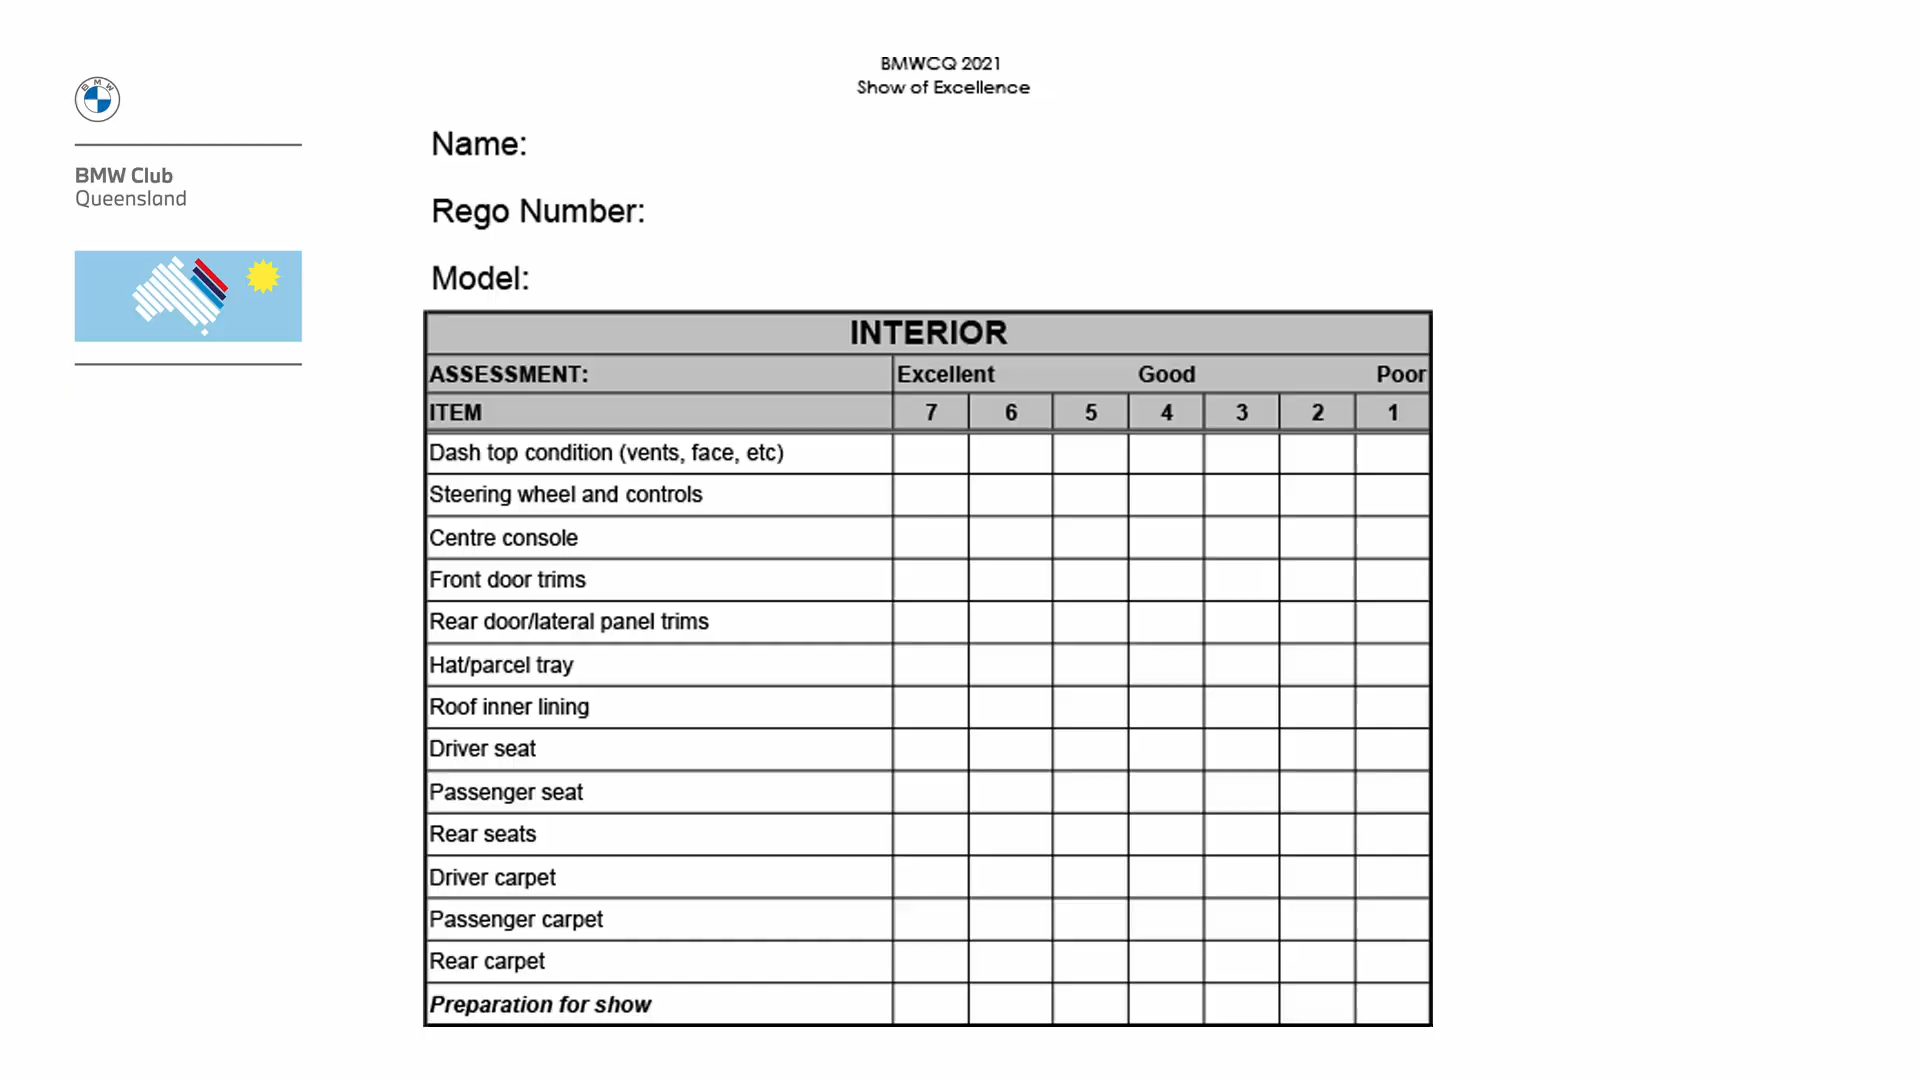 BMWCQ 2021
Show of Excellence
BMW
BMW Club
Queensland
Name:
Rego Number:
Model:
INTERIOR
ASSESSMENT: Excellent Good Poor
ITEM 7 6 5 4 3 2 1
Dash top condition (vents, face, etc)
Steering wheel and controls
Centre console
Front door trims
Rear door/lateral panel trims
Hat/parcel tray
Roof inner lining
Driver seat
Passenger seat
Rear seats
Driver carpet
Passenger carpet
Rear carpet
Preparation for show